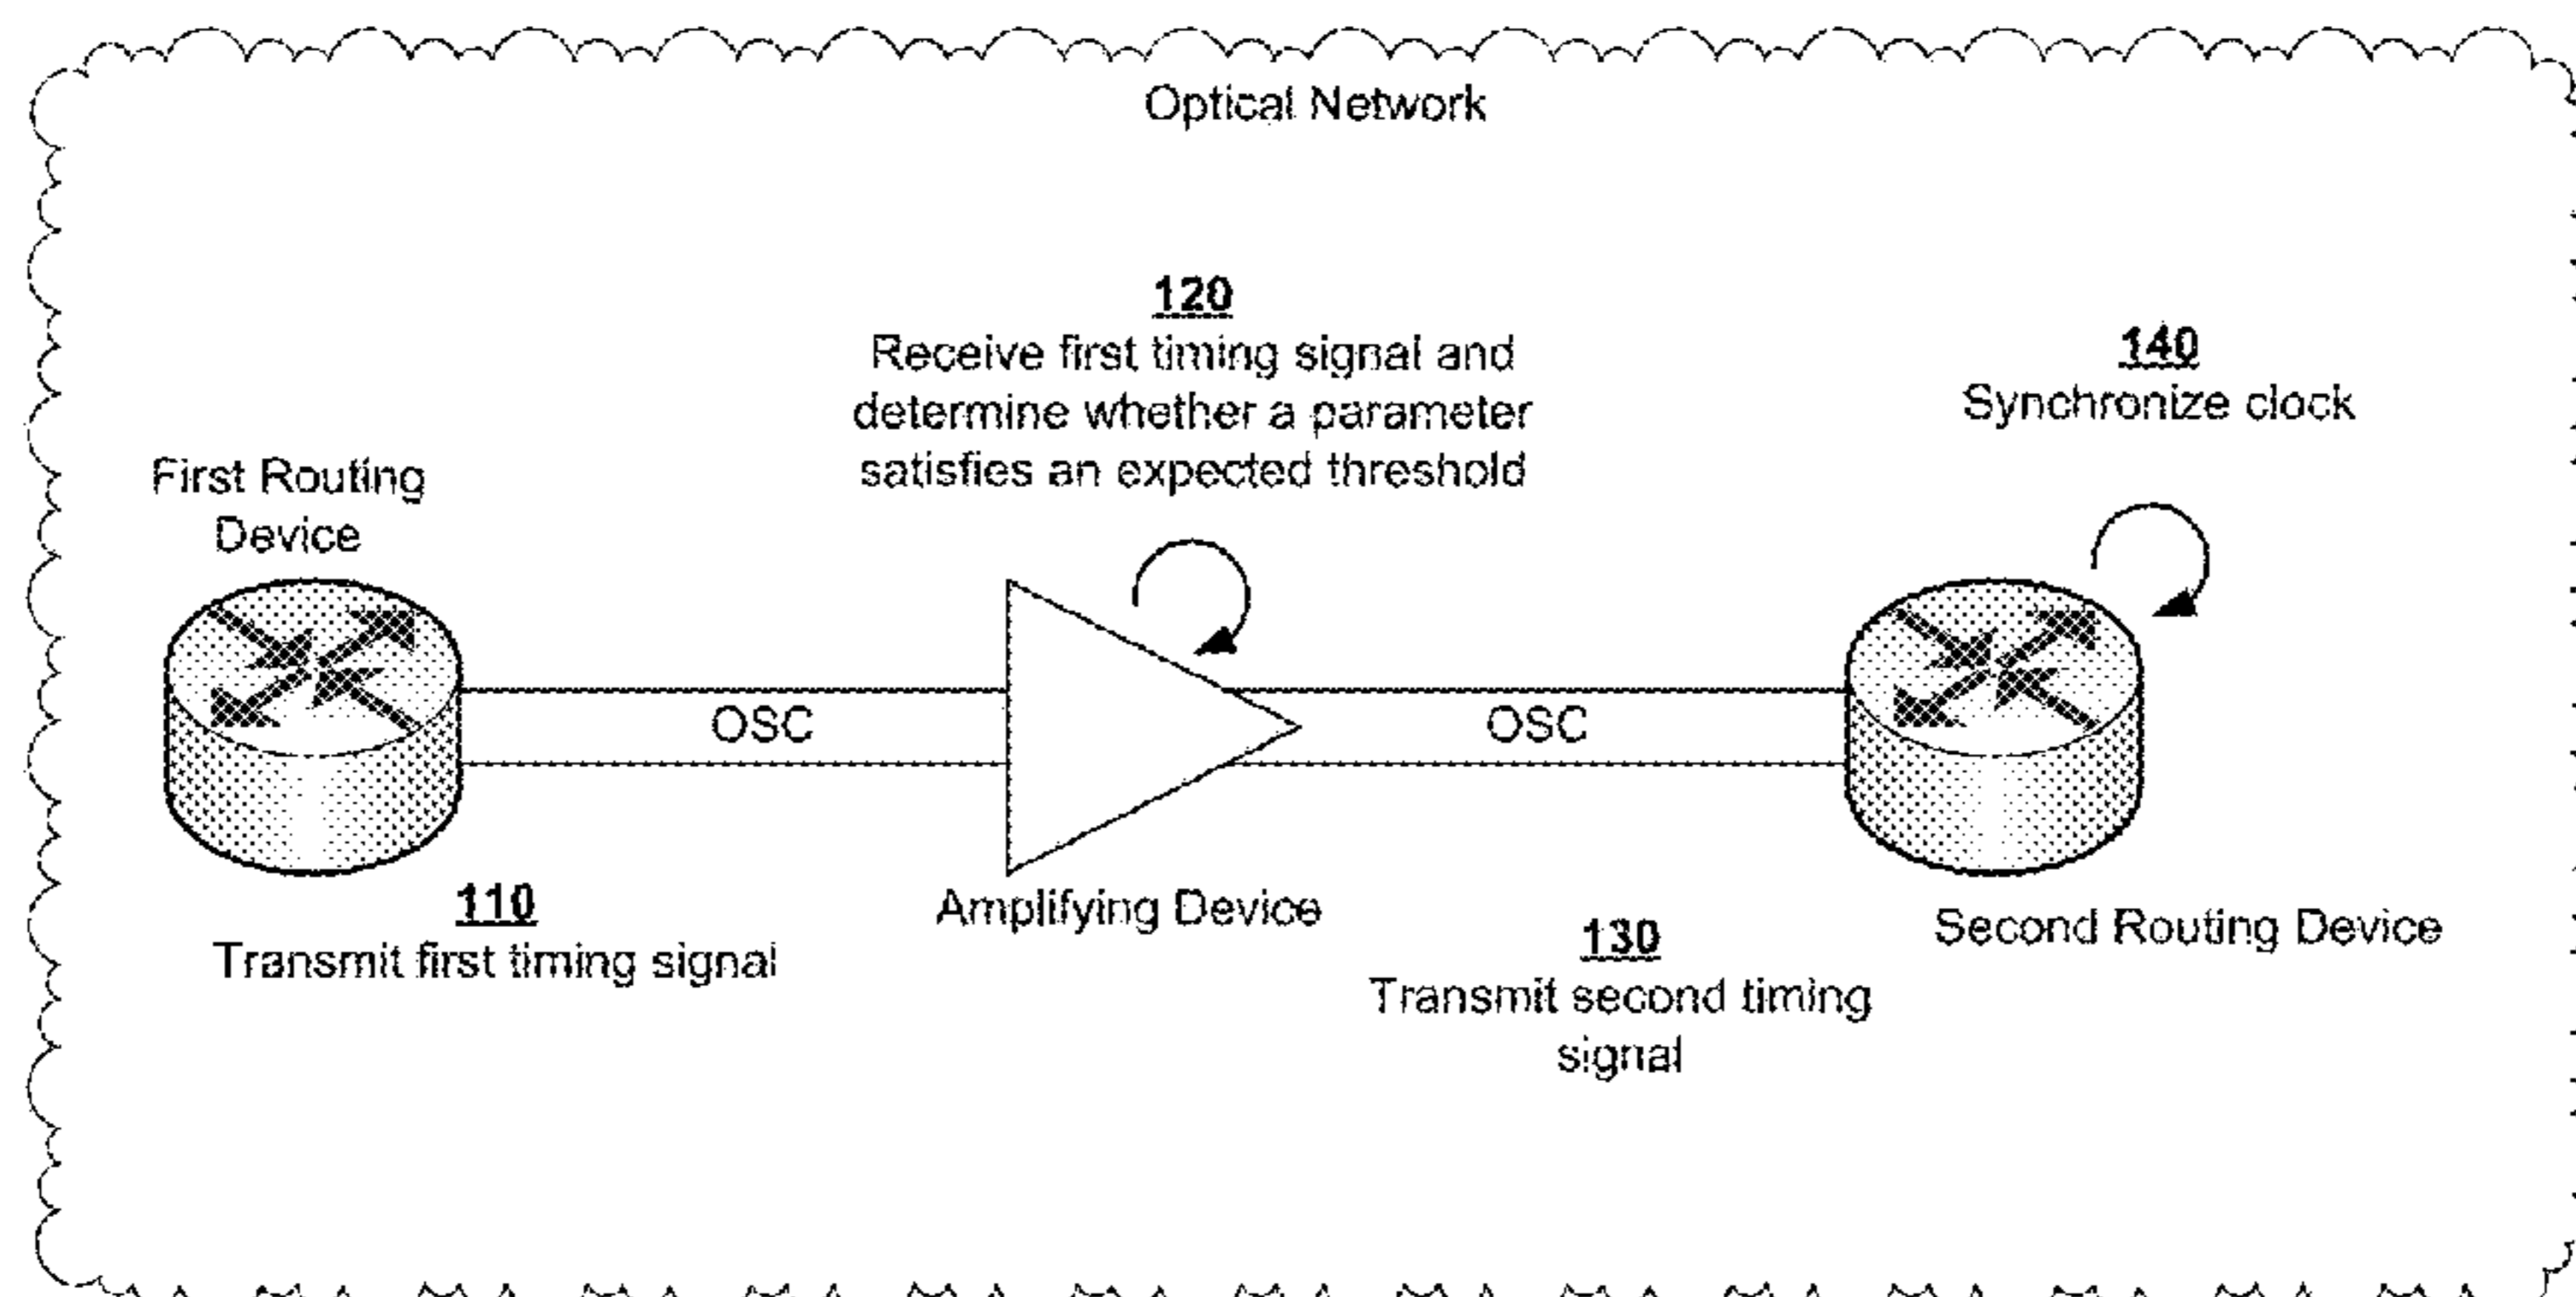 Optical Network
120
Receive first timing signal and
determine whether a parameter
satisfies an expected threshold
140
Synchronize clock
First Routing
Device
OSC
OSC
110
Transmit first timing signal
Amplifying Device
130
Transmit second timing
signal
Second Routing Device